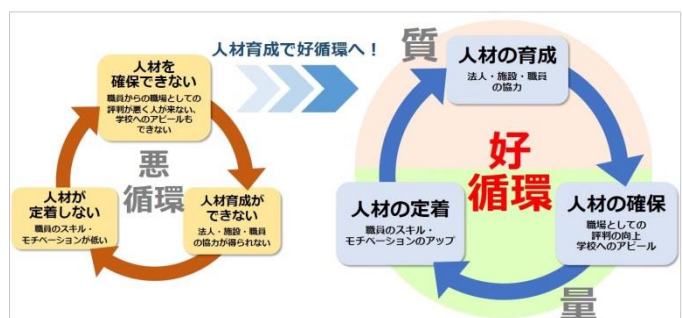 人材育成で好循環へ！
人材を
確保できない
職員からの職場としての
評判が悪く人が来ない、
学校へのアピールも
できない
悪
循環
人材が
定着しない
職員のスキル・
モチベーションが低い
人材育成が
できない
法人・施設・職員
の協力が得られない
質
人材の育成
法人・施設・職員
の協力
好
循環
人材の定着
職員のスキル・
モチベーションのアップ
人材の確保
職場としての
評判の向上
学校へのアピール
量